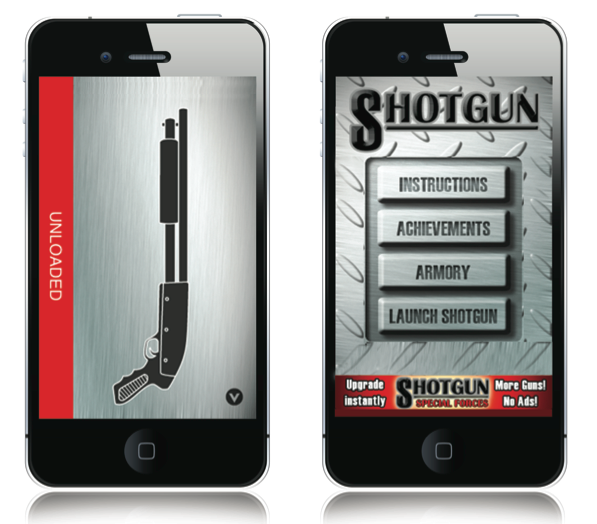 UNLOADED
V
SHOTGUN
INSTRUCTIONS
ACHIEVEMENTS
ARMORY
LAUNCH SHOTGUN
Upgrade
instantly
SHOTGUN
SPECIAL FORCES
More Guns!
No Ads!